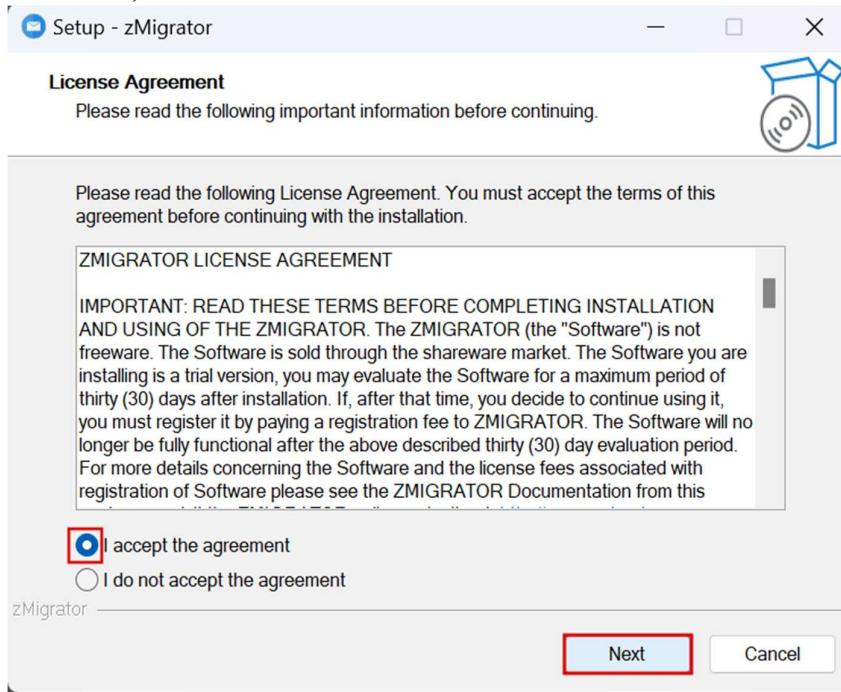 Setup - zMigrator
License Agreement
Please read the following important information before continuing.
Please read the following License Agreement. You must accept the terms of this
agreement before continuing with the installation.
ZMIGRATOR LICENSE AGREEMENT
IMPORTANT: READ THESE TERMS BEFORE COMPLETING INSTALLATION
AND USING OF THE ZMIGRATOR. The ZMIGRATOR (the "Software") is not
freeware. The Software is sold through the shareware market. The Software you are
installing is a trial version, you may evaluate the Software for a maximum period of
thirty (30) days after installation. If, after that time, you decide to continue using it,
you must register it by paying a registration fee to ZMIGRATOR. The Software will no
longer be fully functional after the above described thirty (30) day evaluation period.
For more details concerning the Software and the license fees associated with
registration of Software please see the ZMIGRATOR Documentation from this
I accept the agreement
I do not accept the agreement
zMigrator
Next
Cancel